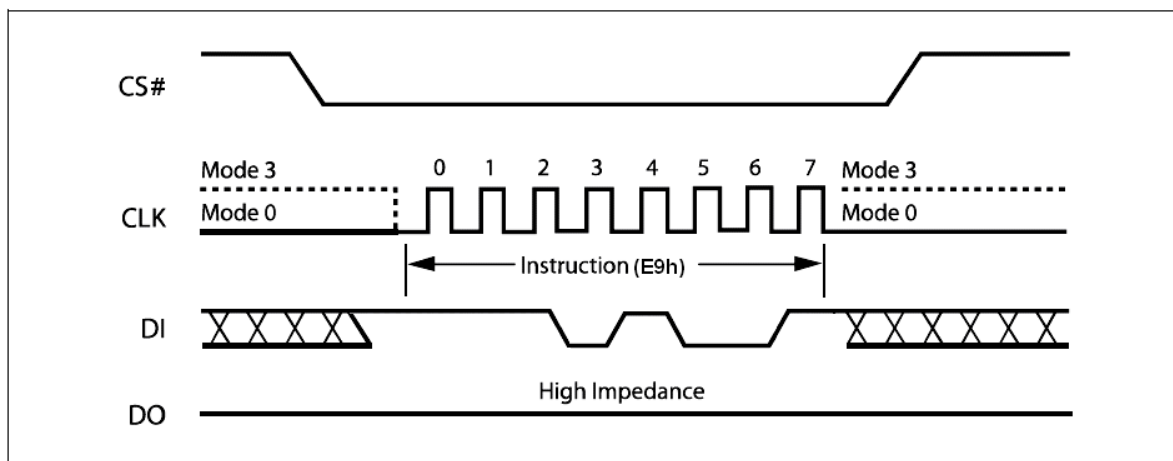 CS#
Mode 3 0 1 2 3 4 5 6 7 Mode 3
CLK Mode 0 Mode 0
Instruction (E9h)
DI
High Impedance
DO